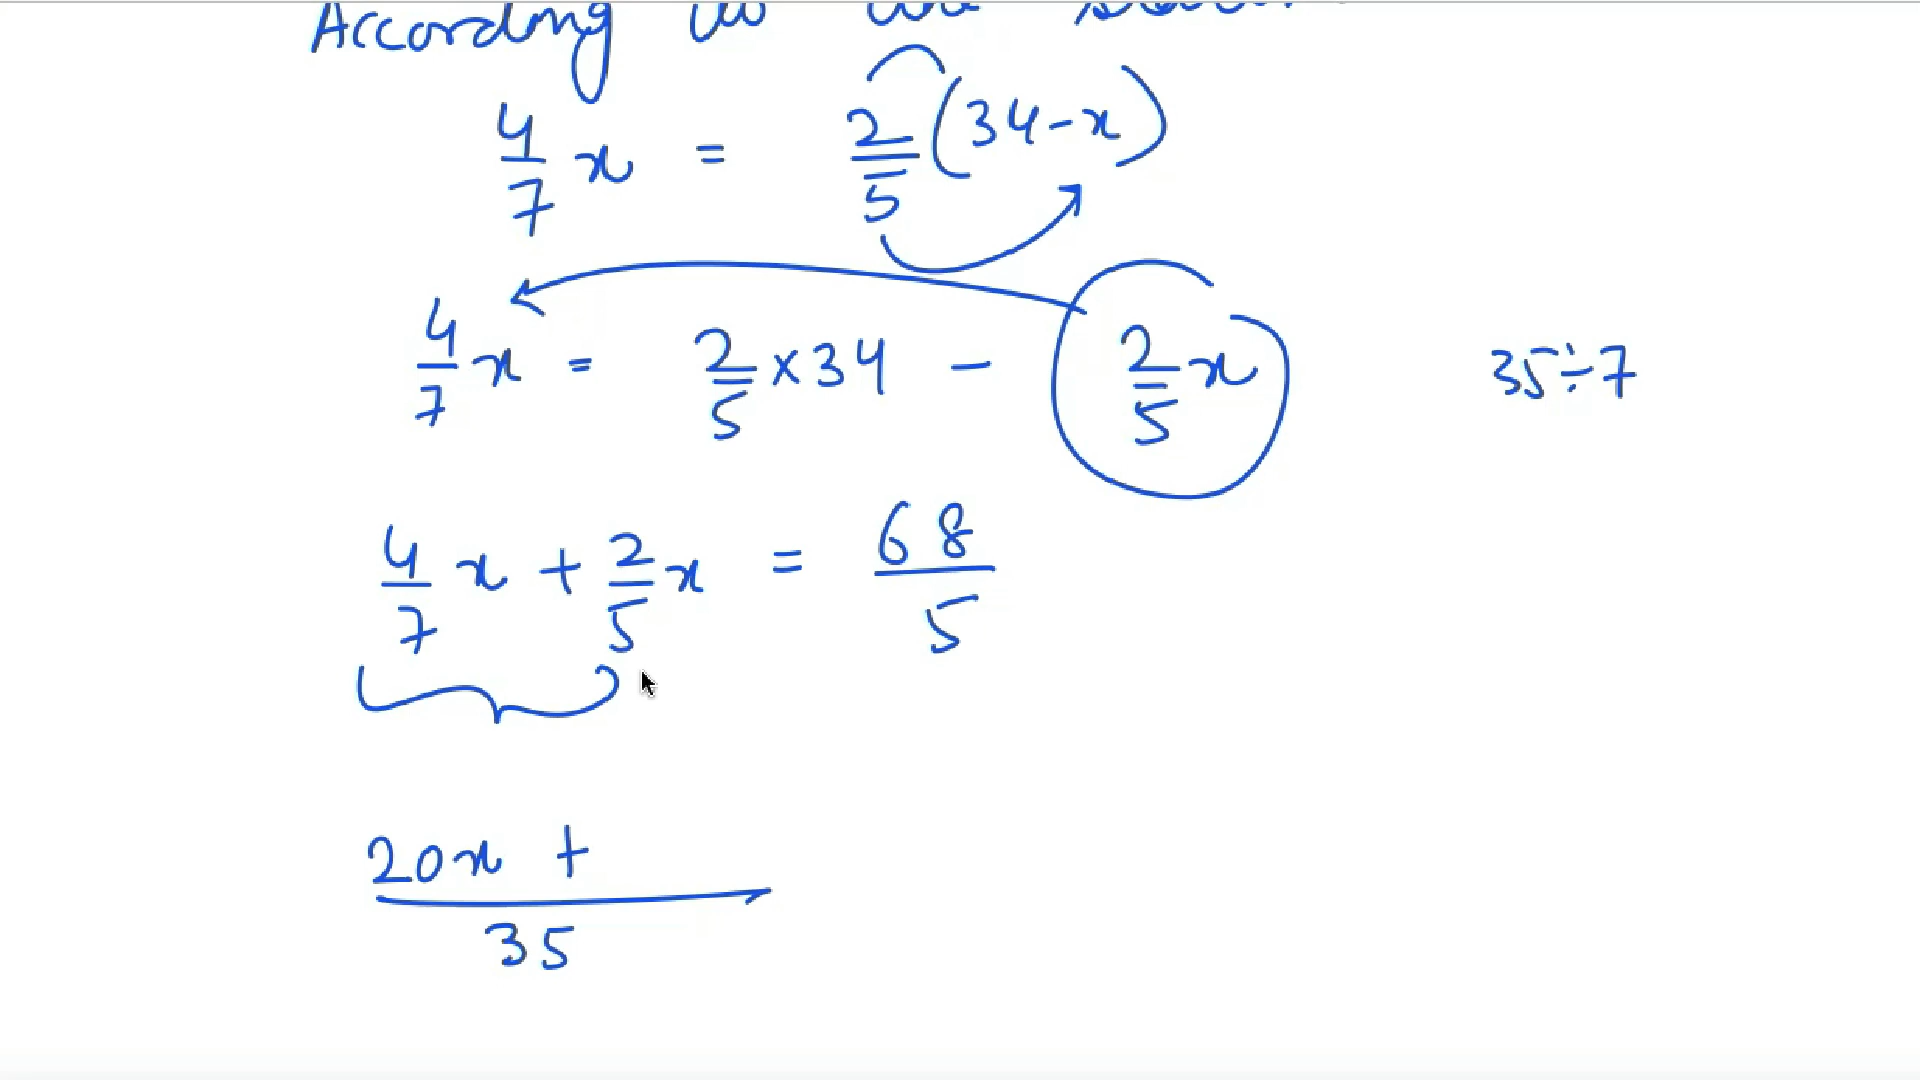 According
4/7 x = 2/5 (34-x)
4/7 x = 2/5 × 34 - 2/5 x
35÷7
4/7 x + 2/5 x = 68/5
20x +
35